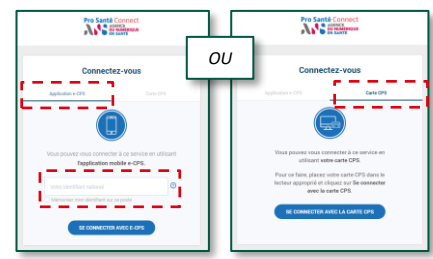 Pro Santé Connect
AGENCE
DU NUMÉRIQUE
EN SANTÉ
Connectez-vous
Application e-CPS
Carte CPS
Vous pouvez vous connecter à ce service en utilisant
l'application mobile e-CPS.
Votre identifiant national
Mémoriser mon identifiant sur ce poste
SE CONNECTER AVEC E-CPS
OU
Pro Santé Connect
AGENCE
DU NUMÉRIQUE
EN SANTÉ
Connectez-vous
Application e-CPS
Carte CPS
Vous pouvez vous connecter à ce service en
utilisant votre carte CPS.
Pour ce faire, placez votre carte CPS dans le
lecteur approprié et cliquez sur Se connecter
avec la carte CPS.
SE CONNECTER AVEC LA CARTE CPS